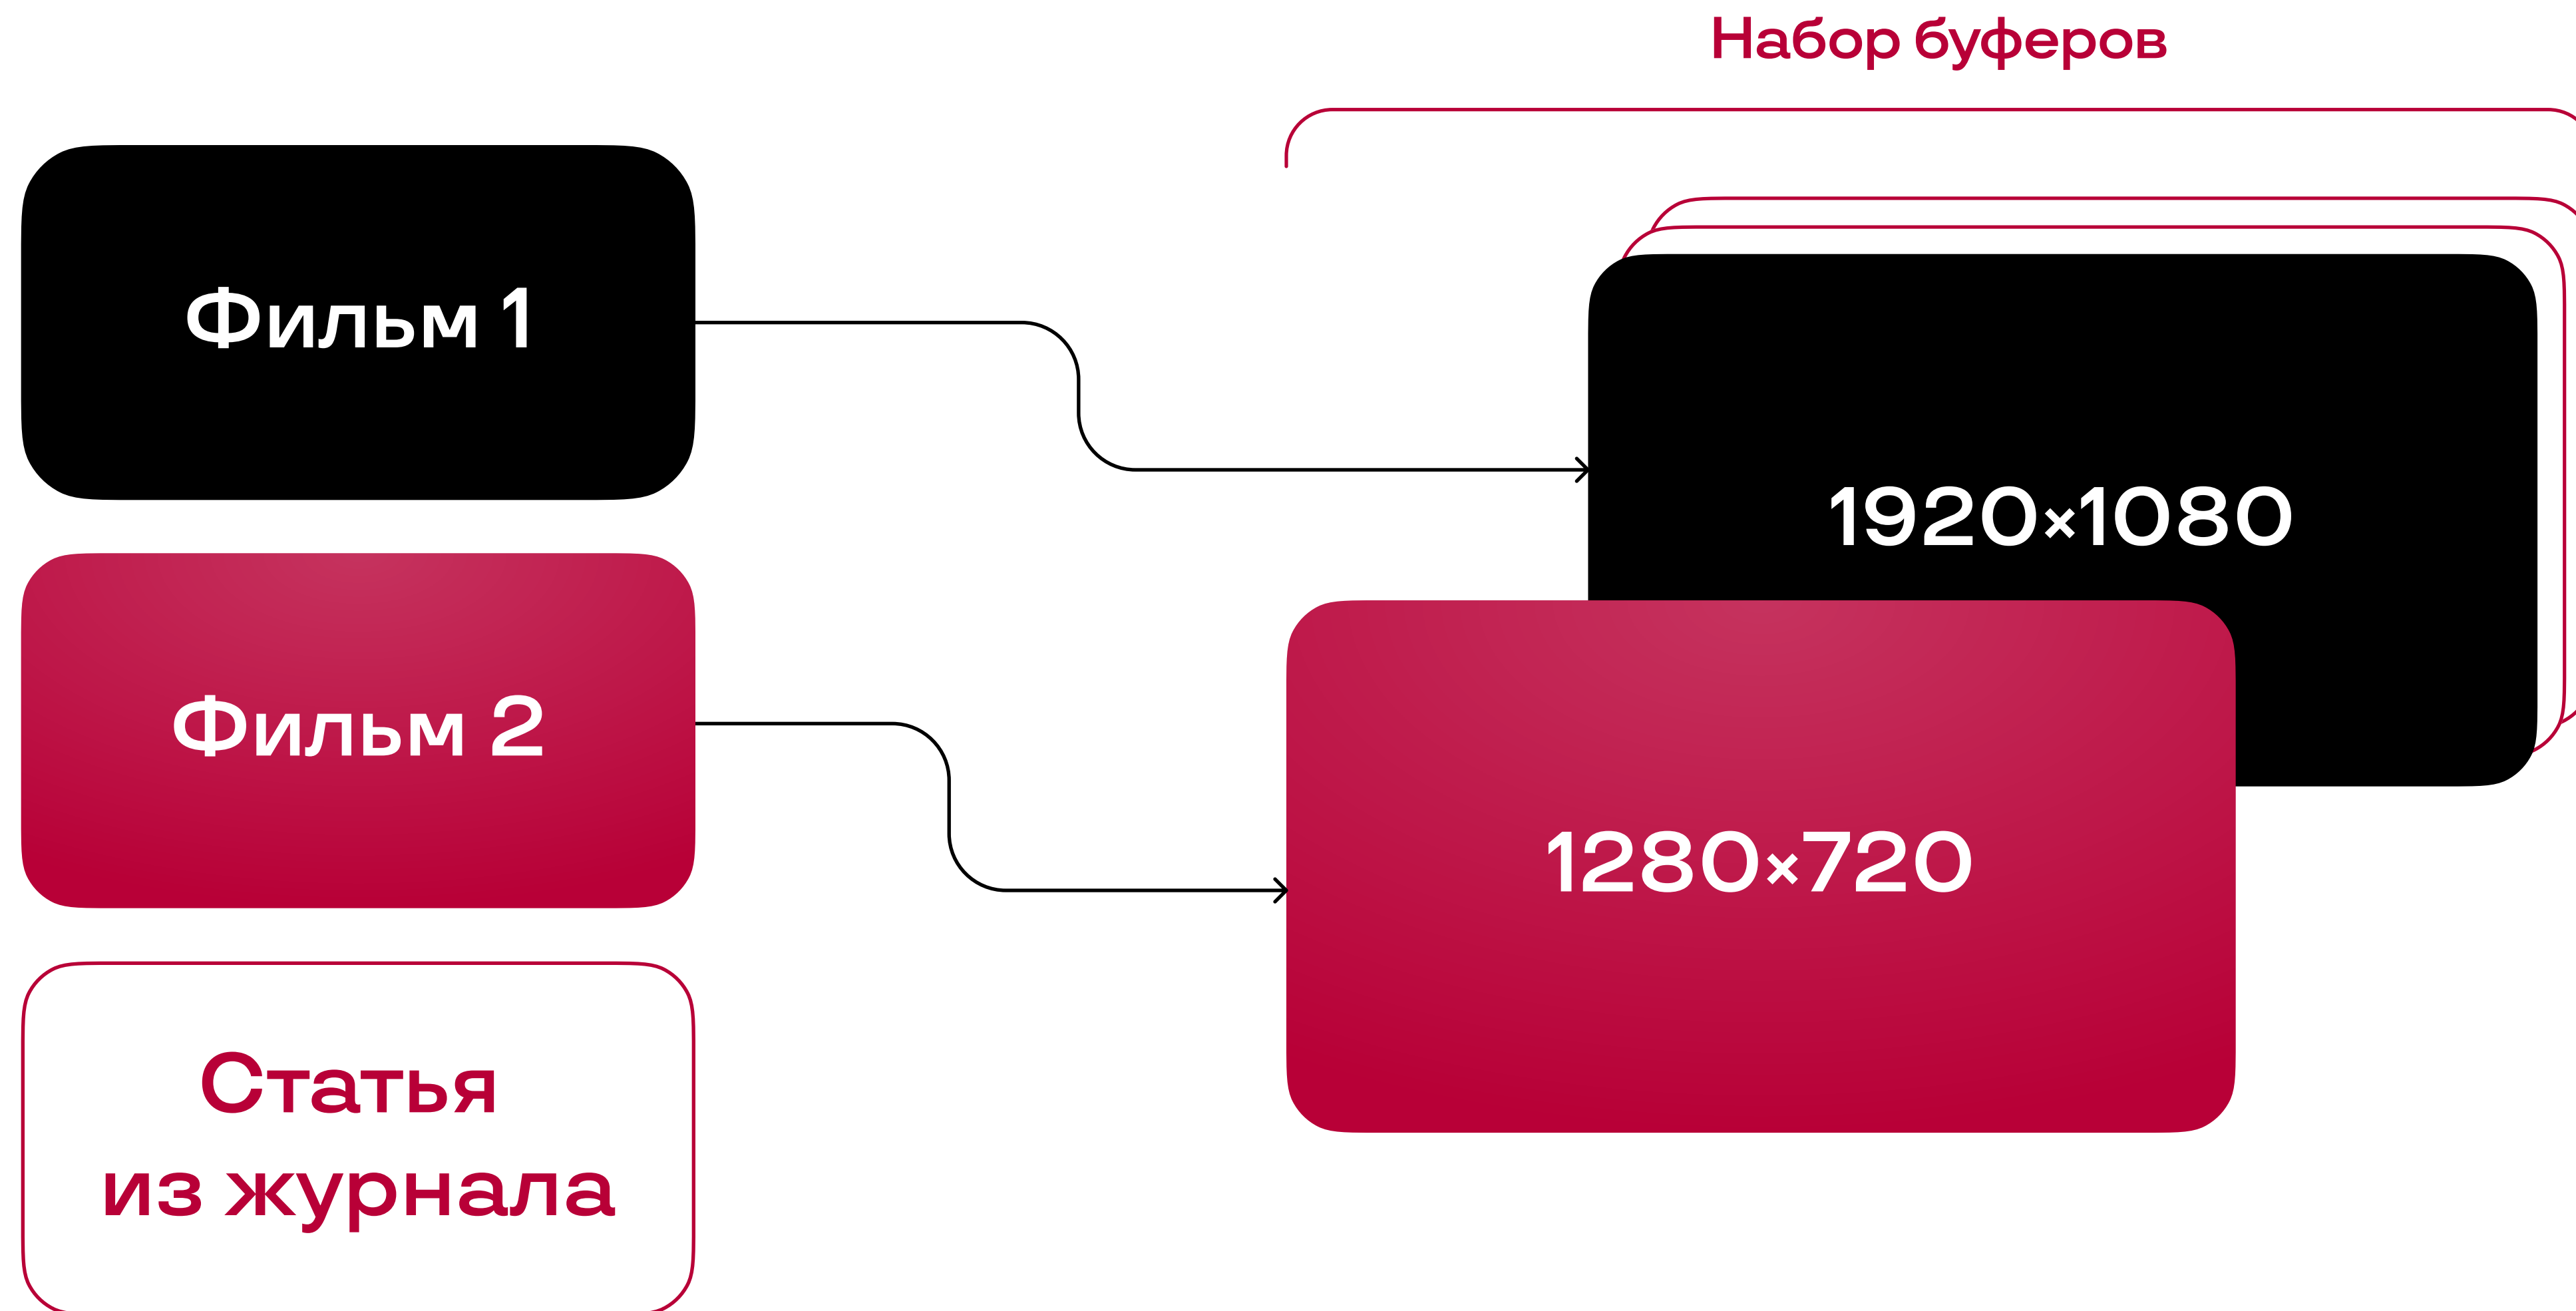 Набор буферов
Фильм 1
1920×1080
Фильм 2
1280×720
Статья
из журнала